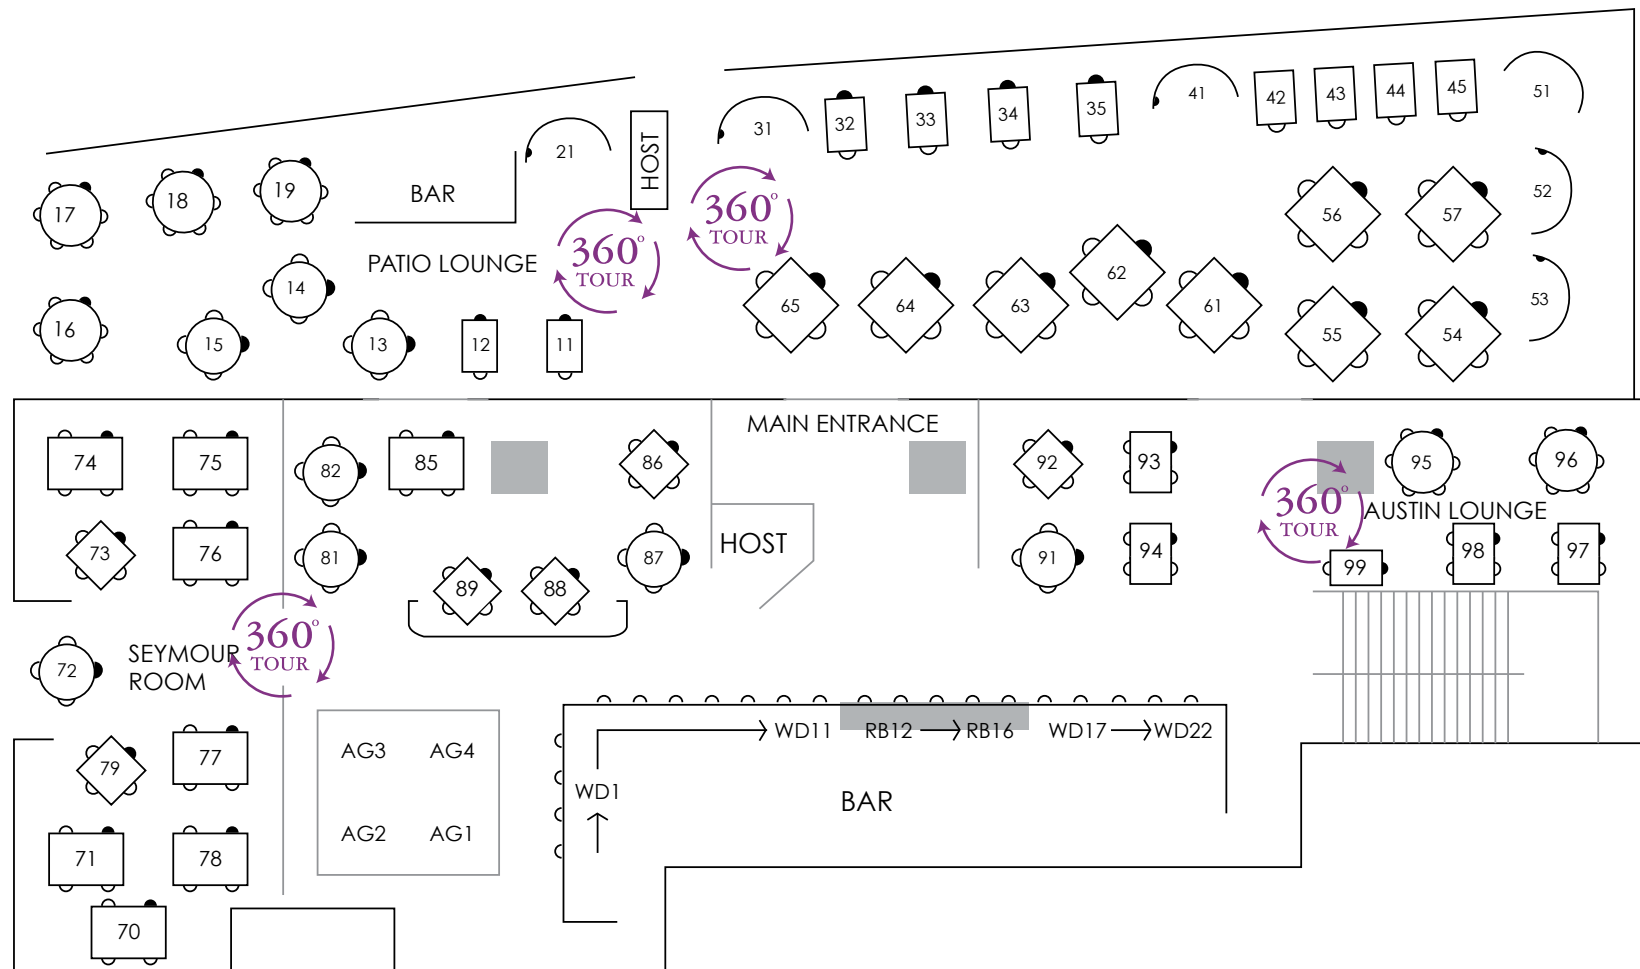 51
45
44
43
42
41
35
34
33
32
31
21
HOST
19
18
17
BAR
52
56
57
360°
TOUR
360°
TOUR
PATIO LOUNGE
14
62
53
65
64
63
61
55
54
16
15
13
12
11
MAIN ENTRANCE
74
75
82
85
86
92
93
95
96
360°
TOUR
AUSTIN LOUNGE
73
76
81
87
HOST
91
94
98
97
99
89
88
360°
TOUR
SEYMOUR
ROOM
72
WD11
RB12
RB16
WD17
WD22
AG3
AG4
77
79
WD1
BAR
AG2
AG1
71
78
70